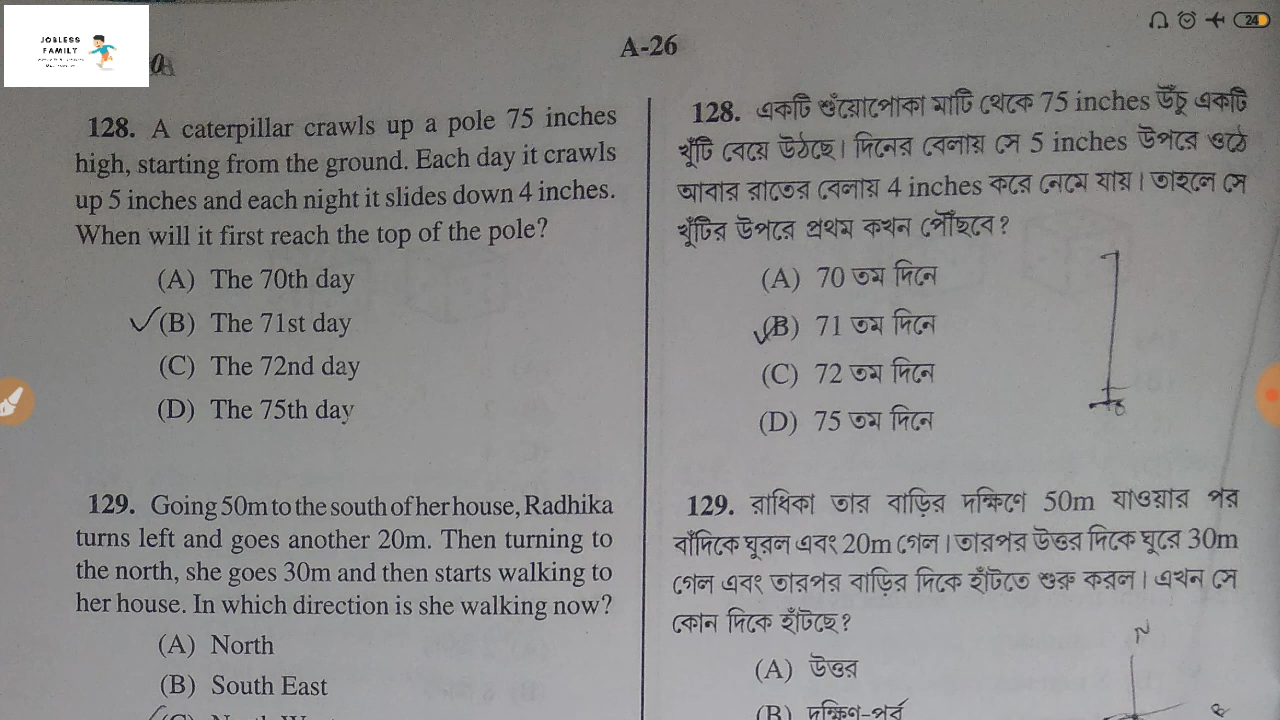 JOBLESS
FAMILY
24
A-26
128. A caterpillar crawls up a pole 75 inches
high, starting from the ground. Each day it crawls
up 5 inches and each night it slides down 4 inches.
When will it first reach the top of the pole?
(A) The 70th day
(B) The 71st day
(C) The 72nd day
(D) The 75th day
129. Going 50m to the south of her house, Radhika
turns left and goes another 20m. Then turning to
the north, she goes 30m and then starts walking to
her house. In which direction is she walking now?
(A) North
(B) South East
128. একটি শুঁয়োপোকা মাটি থেকে 75 inches উঁচু একটি
খুঁটি বেয়ে উঠছে। দিনের বেলায় সে 5 inches উপরে ওঠে
আবার রাতের বেলায় 4 inches করে নেমে যায়। তাহলে সে
খুঁটির উপরে প্রথম কখন পৌঁছবে?
(A) 70 তম দিনে
(B) 71 তম দিনে
(C) 72 তম দিনে
(D) 75 তম দিনে
129. রাধিকা তার বাড়ির দক্ষিণে 50m যাওয়ার পর
বাঁদিকে ঘুরল এবং 20m গেল। তারপর উত্তর দিকে ঘুরে 30m
গেল এবং তারপর বাড়ির দিকে হাঁটতে শুরু করল। এখন সে
কোন দিকে হাঁটছে?
N
(A) উত্তর
(B) দক্ষিণ-পূর্ব